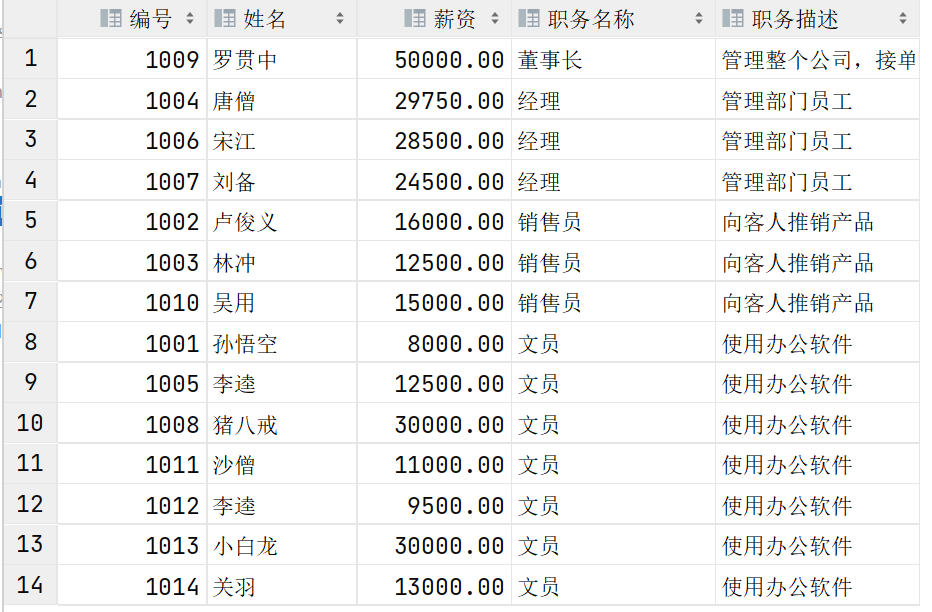 编号 姓名 薪资 职务名称 职务描述
1 1009 罗贯中 50000.00 董事长 管理整个公司，接单
2 1004 唐僧 29750.00 经理 管理部门员工
3 1006 宋江 28500.00 经理 管理部门员工
4 1007 刘备 24500.00 经理 管理部门员工
5 1002 卢俊义 16000.00 销售员 向客人推销产品
6 1003 林冲 12500.00 销售员 向客人推销产品
7 1010 吴用 15000.00 销售员 向客人推销产品
8 1001 孙悟空 8000.00 文员 使用办公软件
9 1005 李逵 12500.00 文员 使用办公软件
10 1008 猪八戒 30000.00 文员 使用办公软件
11 1011 沙僧 11000.00 文员 使用办公软件
12 1012 李逵 9500.00 文员 使用办公软件
13 1013 小白龙 30000.00 文员 使用办公软件
14 1014 关羽 13000.00 文员 使用办公软件